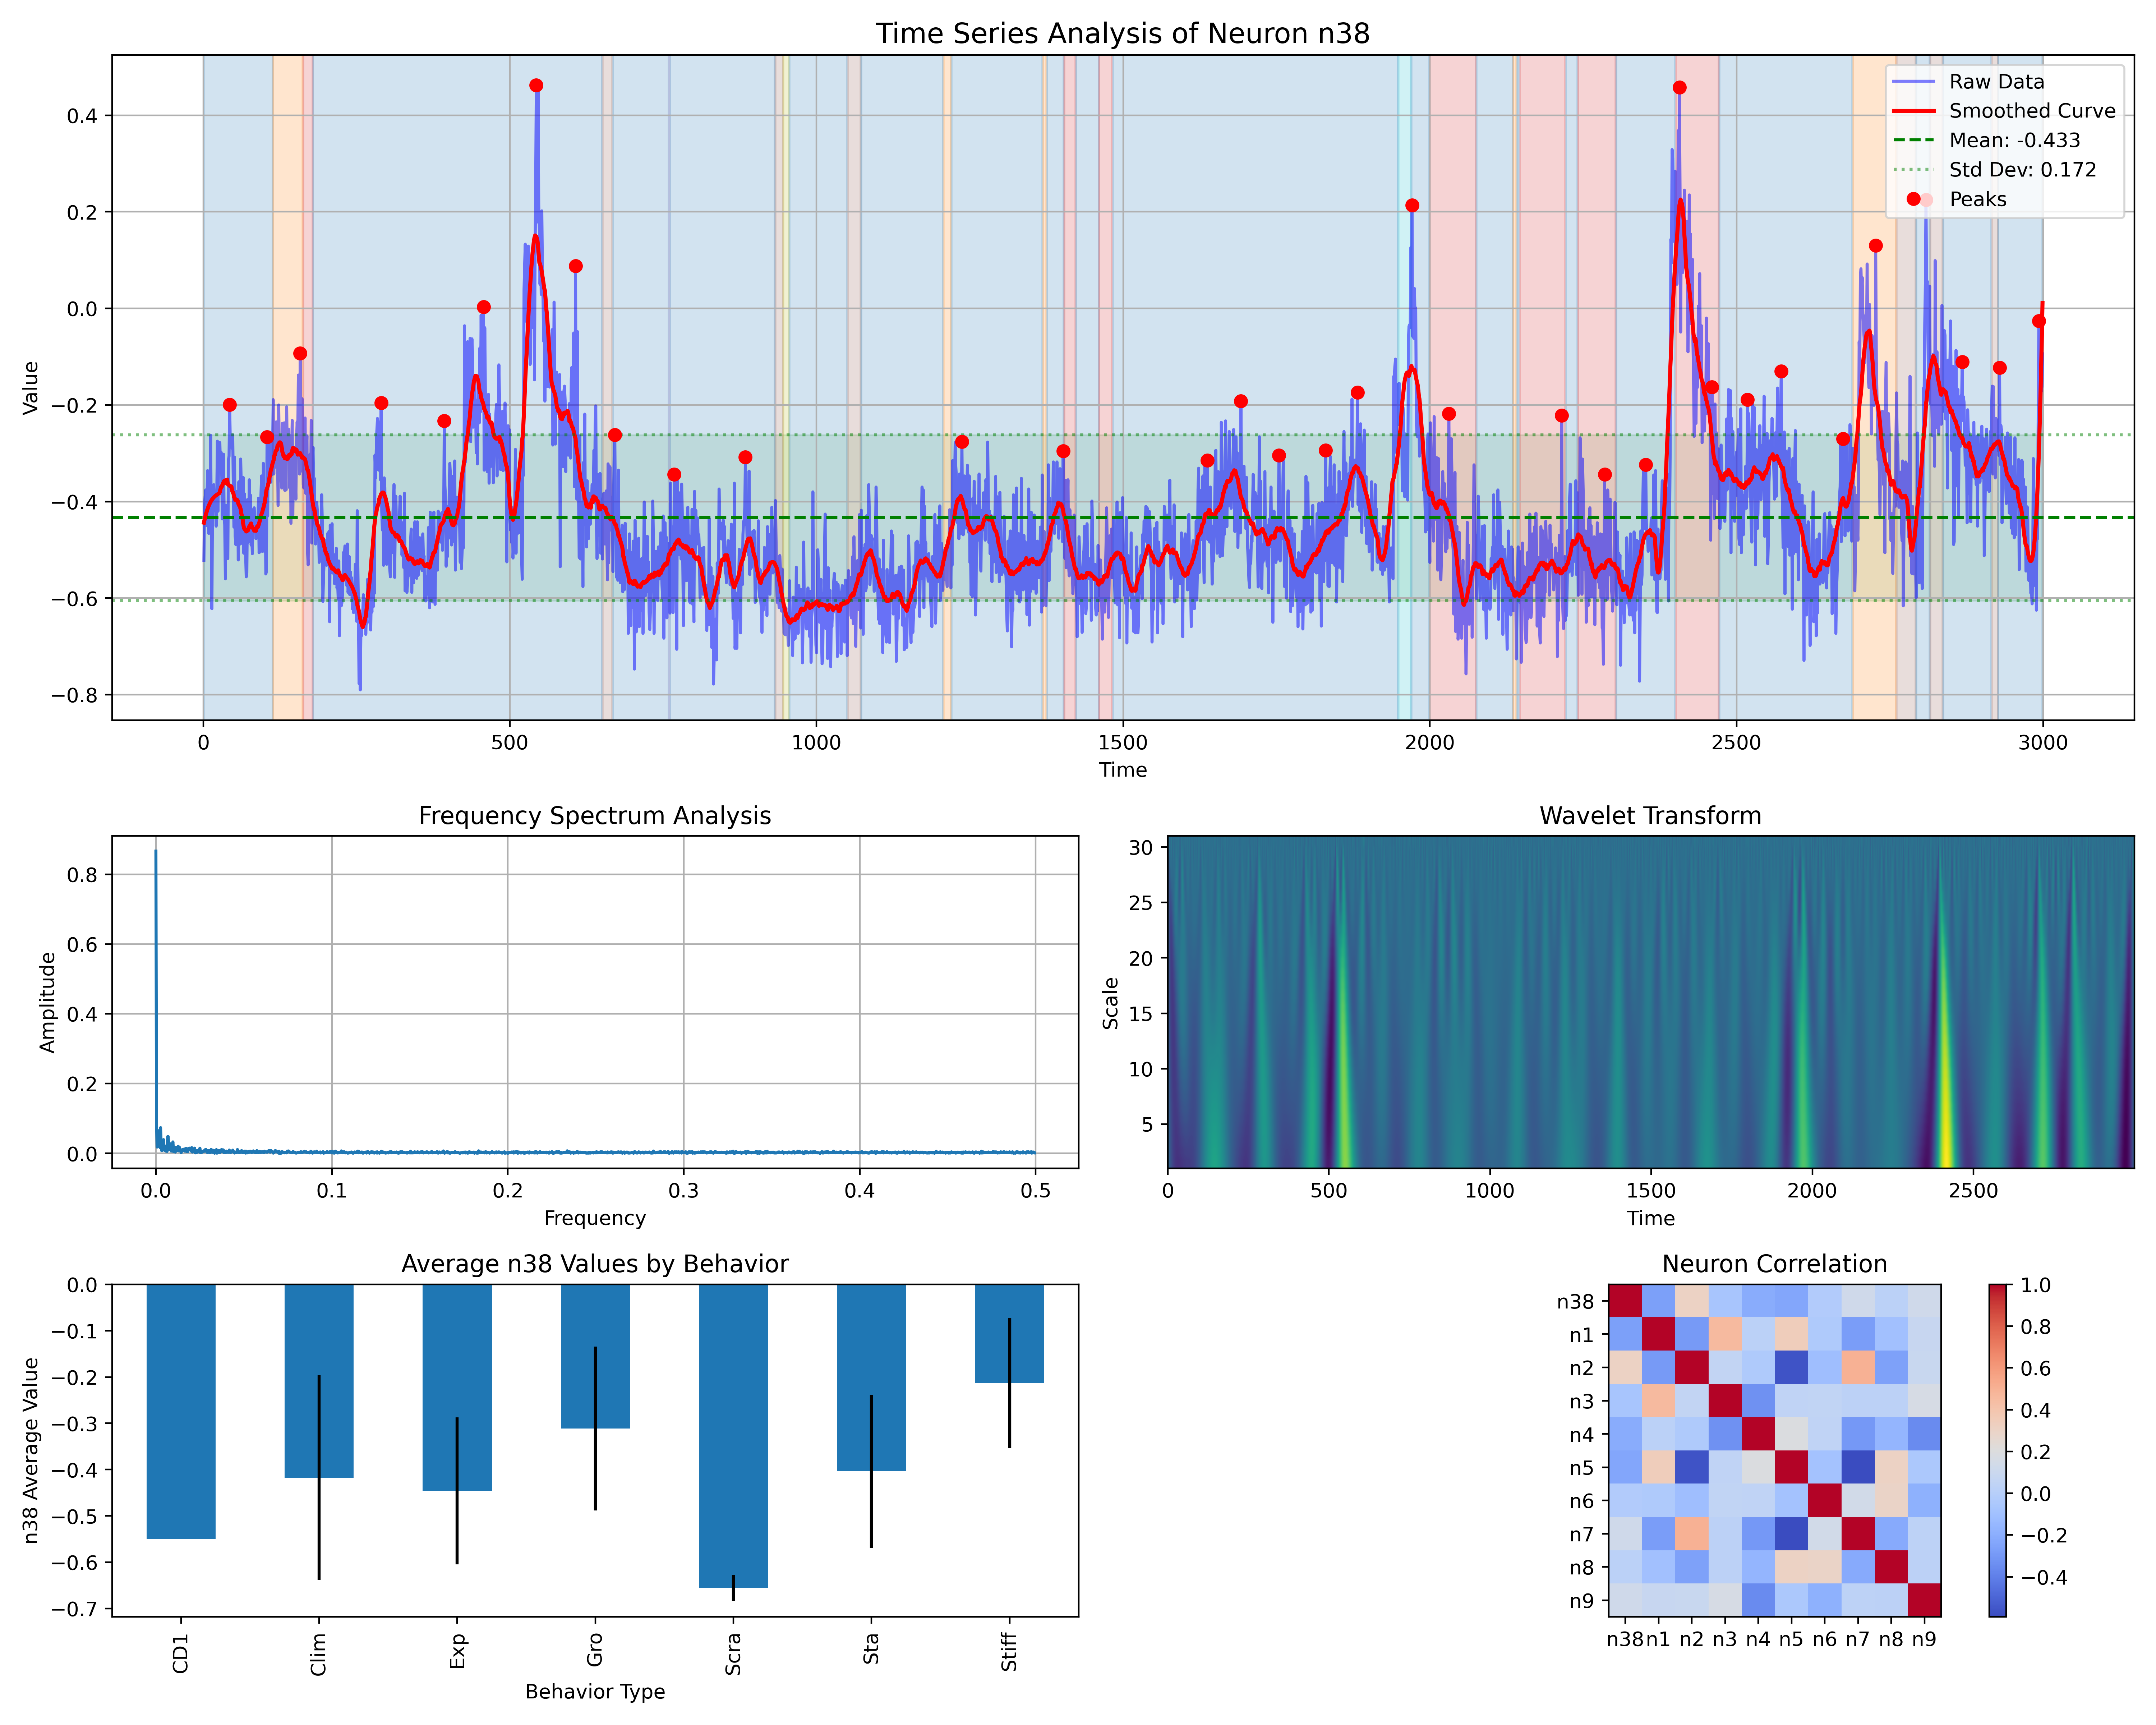 Time Series Analysis of Neuron n38
Raw Data
Smoothed Curve
Mean: -0.433
Std Dev: 0.172
Peaks
Value
0.4
0.2
0.0
−0.2
−0.4
−0.6
−0.8
0 500 1000 1500 2000 2500 3000
Time
Frequency Spectrum Analysis
Amplitude
0.8
0.6
0.4
0.2
0.0
0.0 0.1 0.2 0.3 0.4 0.5
Frequency
Wavelet Transform
Scale
30
25
20
15
10
5
0 500 1000 1500 2000 2500
Time
Average n38 Values by Behavior
n38 Average Value
0.0
−0.1
−0.2
−0.3
−0.4
−0.5
−0.6
−0.7
CD1 Clim Exp Gro Scra Sta Stiff
Behavior Type
Neuron Correlation
n38
n1
n2
n3
n4
n5
n6
n7
n8
n9
n38 n1 n2 n3 n4 n5 n6 n7 n8 n9
1.0
0.8
0.6
0.4
0.2
0.0
−0.2
−0.4